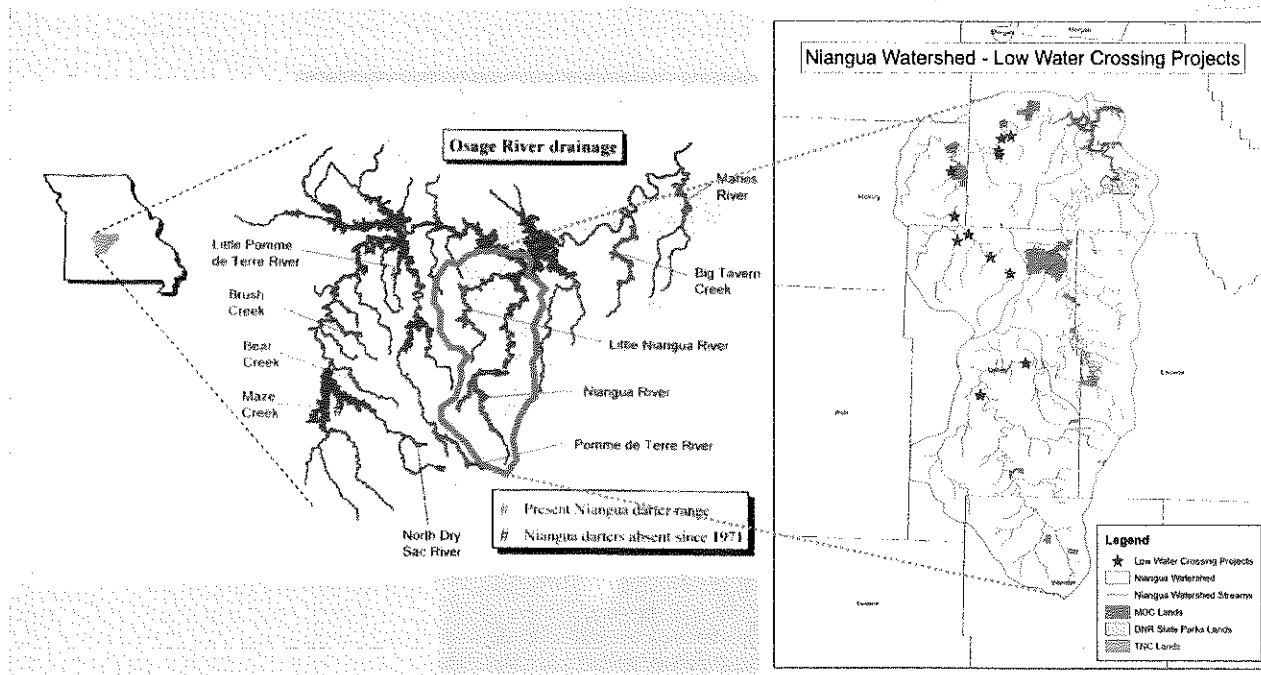 Osage River drainage
Maries
River
Little Pomme
de Terre River
Big Tavern
Creek
Brush
Creek
Little Niangua River
Bear
Creek
Niangua River
Maze
Creek
Pomme de Terre River
North Dry
Sac River
# Present Niangua darter range
# Niangua darters absent since 1971
Niangua Watershed - Low Water Crossing Projects
Hickory
Polk
Legend
Low Water Crossing Projects
Niangua Watershed
Niangua Watershed Streams
MDC Lands
DNR State Parks Lands
TNC Lands